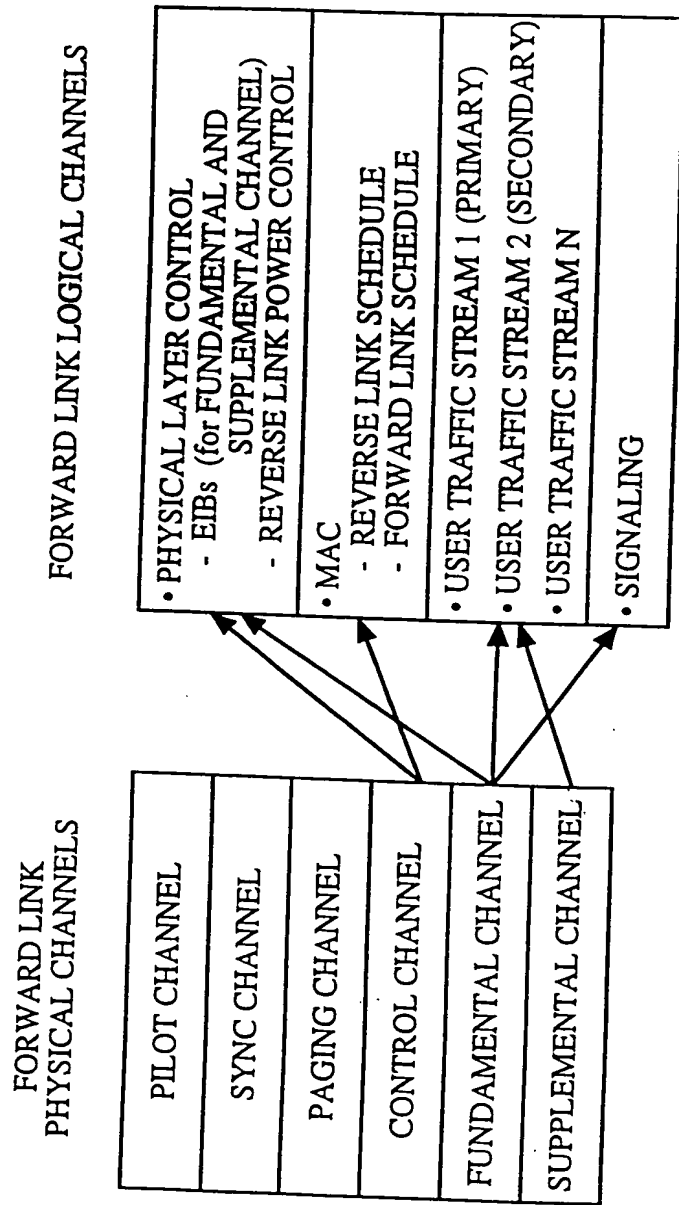 FORWARD LINK
PHYSICAL CHANNELS
PILOT CHANNEL
SYNC CHANNEL
PAGING CHANNEL
CONTROL CHANNEL
FUNDAMENTAL CHANNEL
SUPPLEMENTAL CHANNEL
FORWARD LINK LOGICAL CHANNELS
• PHYSICAL LAYER CONTROL
- EIBs (for FUNDAMENTAL AND
SUPPLEMENTAL CHANNEL)
- REVERSE LINK POWER CONTROL
• MAC
- REVERSE LINK SCHEDULE
- FORWARD LINK SCHEDULE
• USER TRAFFIC STREAM 1 (PRIMARY)
• USER TRAFFIC STREAM 2 (SECONDARY)
• USER TRAFFIC STREAM N
• SIGNALING